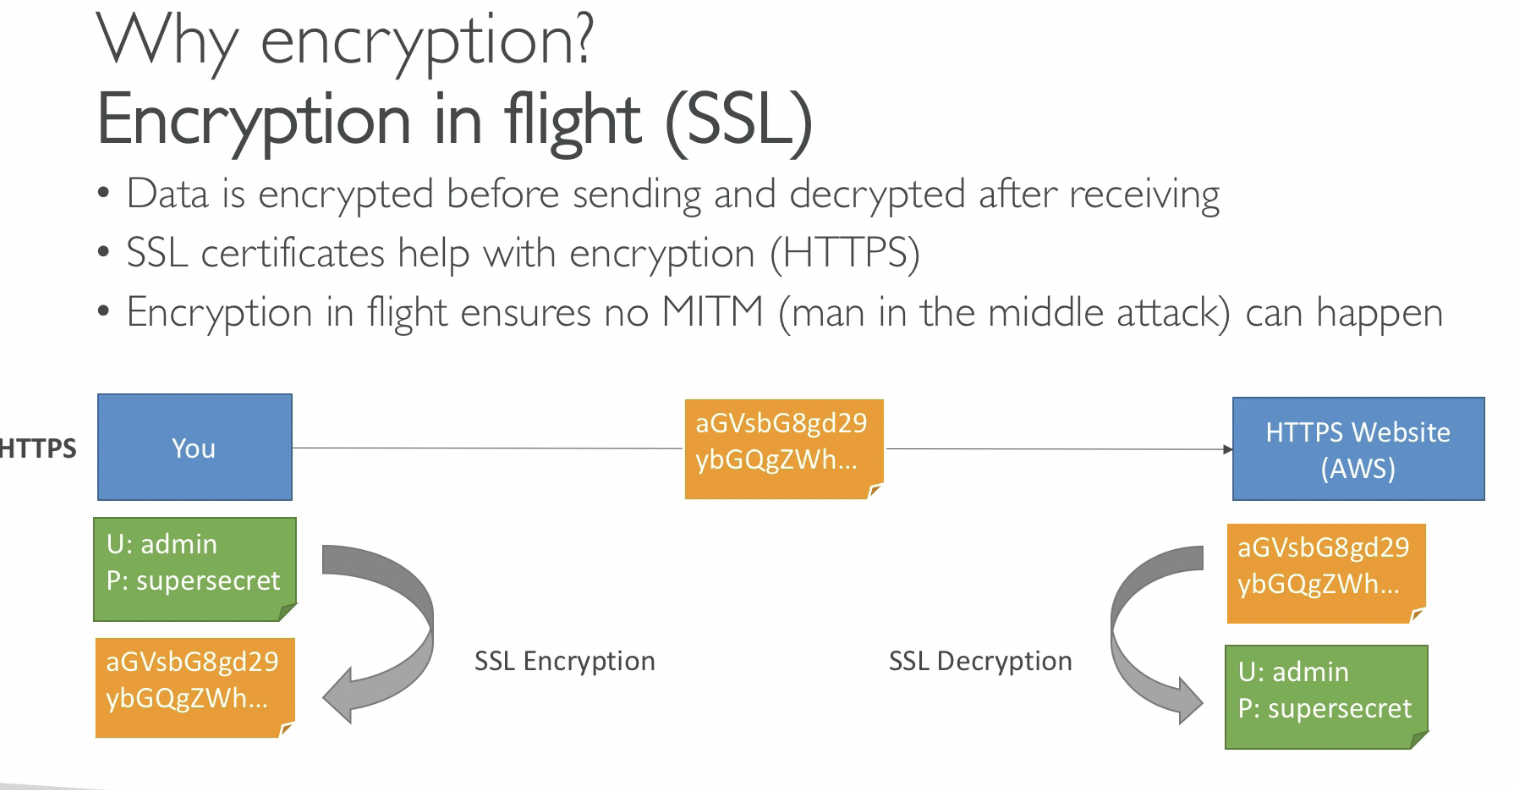 Why encryption?
Encryption in flight (SSL)
• Data is encrypted before sending and decrypted after receiving
• SSL certificates help with encryption (HTTPS)
• Encryption in flight ensures no MITM (man in the middle attack) can happen
HTTPS
You
aGVsbG8gd29
ybGQgZWh...
HTTPS Website
(AWS)
U: admin
P: supersecret
aGVsbG8gd29
ybGQgZWh...
SSL Encryption
SSL Decryption
aGVsbG8gd29
ybGQgZWh...
U: admin
P: supersecret